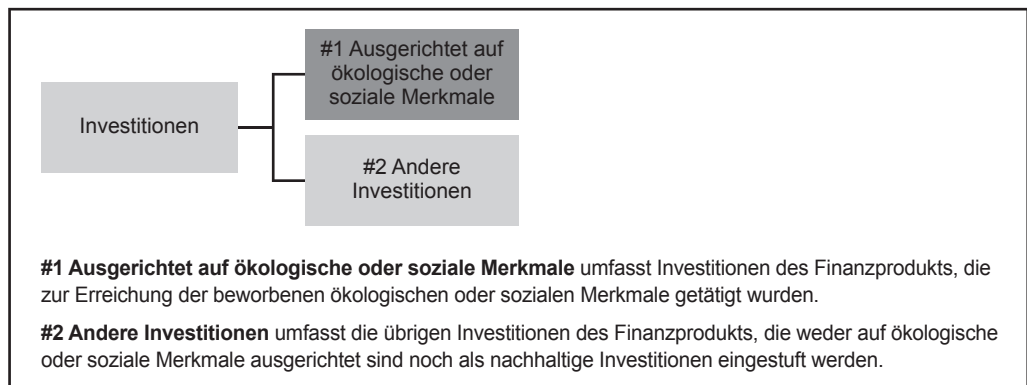 #1 Ausgerichtet auf
ökologische oder
soziale Merkmale
Investitionen
#2 Andere
Investitionen
#1 Ausgerichtet auf ökologische oder soziale Merkmale umfasst Investitionen des Finanzprodukts, die
zur Erreichung der beworbenen ökologischen oder sozialen Merkmale getätigt wurden.
#2 Andere Investitionen umfasst die übrigen Investitionen des Finanzprodukts, die weder auf ökologische
oder soziale Merkmale ausgerichtet sind noch als nachhaltige Investitionen eingestuft werden.